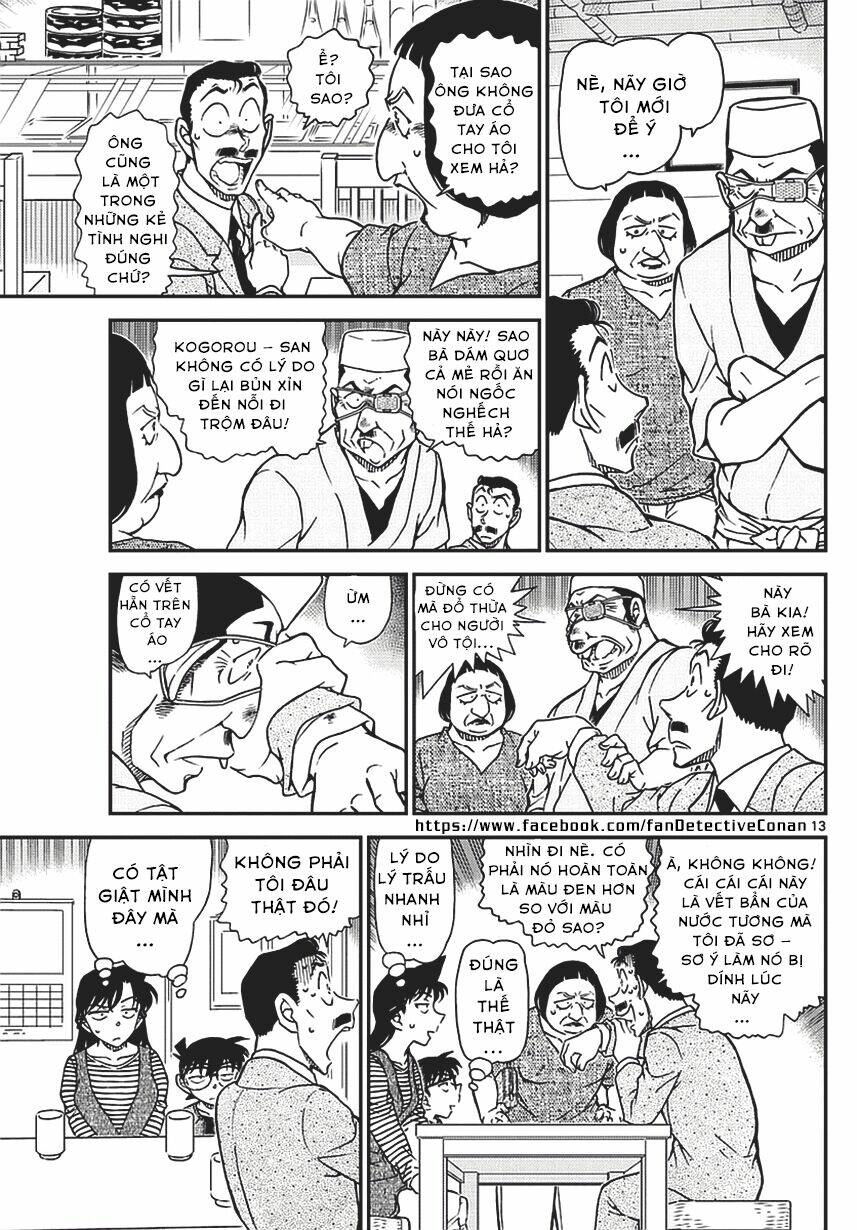 NÈ, NÃY GIỜ
TÔI MỚI
ĐỂ Ý
...
TẠI SAO
ÔNG KHÔNG
ĐƯA CỔ
TAY ÁO
CHO TÔI
XEM HẢ?
Ể?
TÔI
SAO?
ÔNG
CŨNG
LÀ MỘT
TRONG
NHỮNG KẺ
TÌNH NGHI
ĐÚNG
CHỨ?
NÀY NÀY! SAO
BÀ DÁM QUƠ
CẢ MẺ RỒI ĂN
NÓI NGỐC
NGHẾCH
THẾ HẢ?
KOGOROU – SAN
KHÔNG CÓ LÝ DO
GÌ LẠI BỦN XỈN
ĐẾN NỖI ĐI
TRỘM ĐÂU!
NÀY
BÀ KIA!
HÃY XEM
CHO RÕ
ĐI!
ĐỪNG CÓ
MÀ ĐỔ THỪA
CHO NGƯỜI
VÔ TỘI...
ỪM
...
CÓ VẾT
HẰN TRÊN
CỔ TAY
ÁO
...
https://www.facebook.com/fanDetectiveConan 13
À, KHÔNG KHÔNG!
CÁI CÁI CÁI NÀY
LÀ VẾT BẨN CỦA
NƯỚC TƯƠNG MÀ
TÔI ĐÃ SƠ –
SƠ Ý LÀM NÓ BỊ
DÍNH LÚC
NÃY
...
NHÌN ĐI NÈ. CÓ
PHẢI NÓ HOÀN TOÀN
LÀ MÀU ĐEN HƠN
SO VỚI MÀU
ĐỎ SAO?
ĐÚNG
LÀ
THẾ
THẬT
LÝ DO
LÝ TRẤU
NHANH
NHỈ
...
KHÔNG PHẢI
TÔI ĐÂU
THẬT ĐÓ!
CÓ TẬT
GIẬT MÌNH
ĐÂY MÀ
...